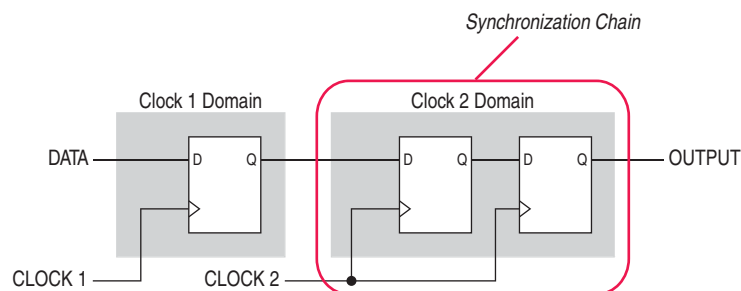 Synchronization Chain
Clock 1 Domain
Clock 2 Domain
DATA
D
Q
D
Q
D
Q
OUTPUT
CLOCK 1
CLOCK 2